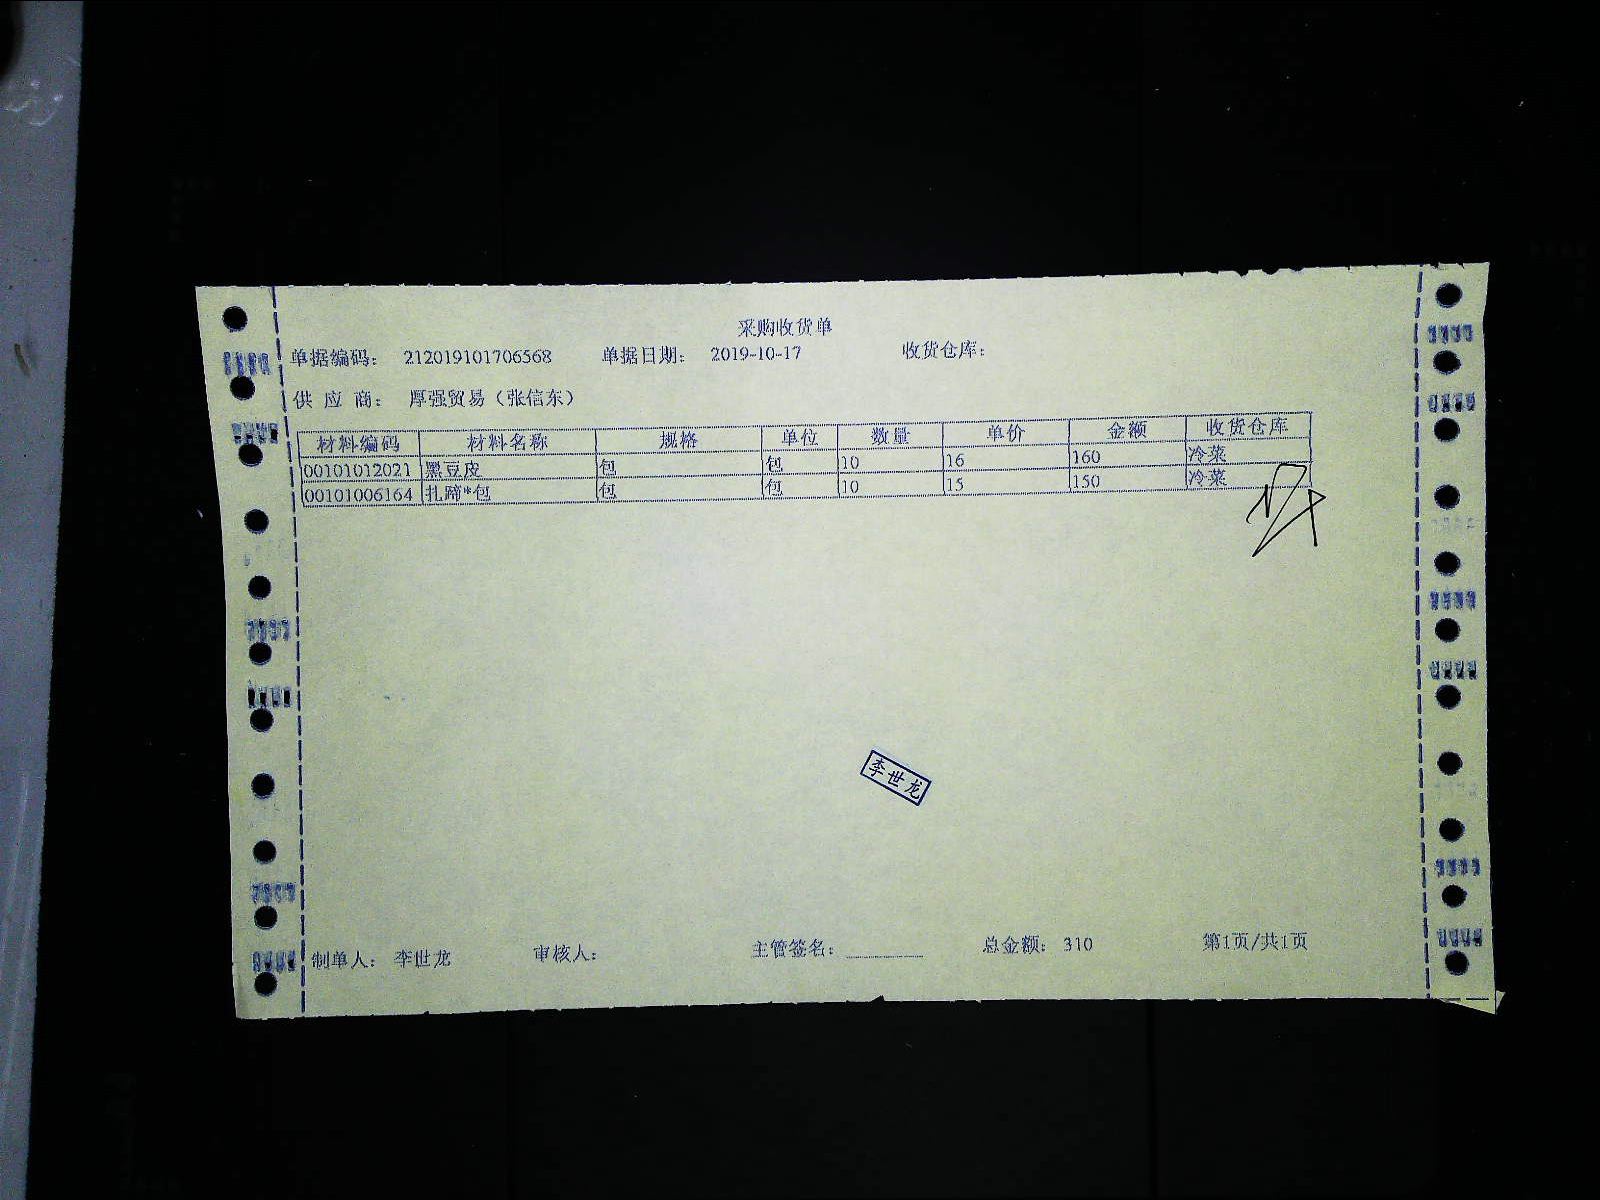 采购收货单
单据编码： 212019101706568 单据日期： 2019-10-17 收货仓库：
供 应 商： 厚强贸易（张信东）
材料编码 材料名称 规格 单位 数量 单价 金额 收货仓库
00101012021 黑豆皮 包 包 10 16 160 冷菜
00101006164 扎蹄*包 包 包 10 15 150 冷菜
李世龙
制单人： 李世龙 审核人： 主管签名： 总金额： 310 第1页/共1页